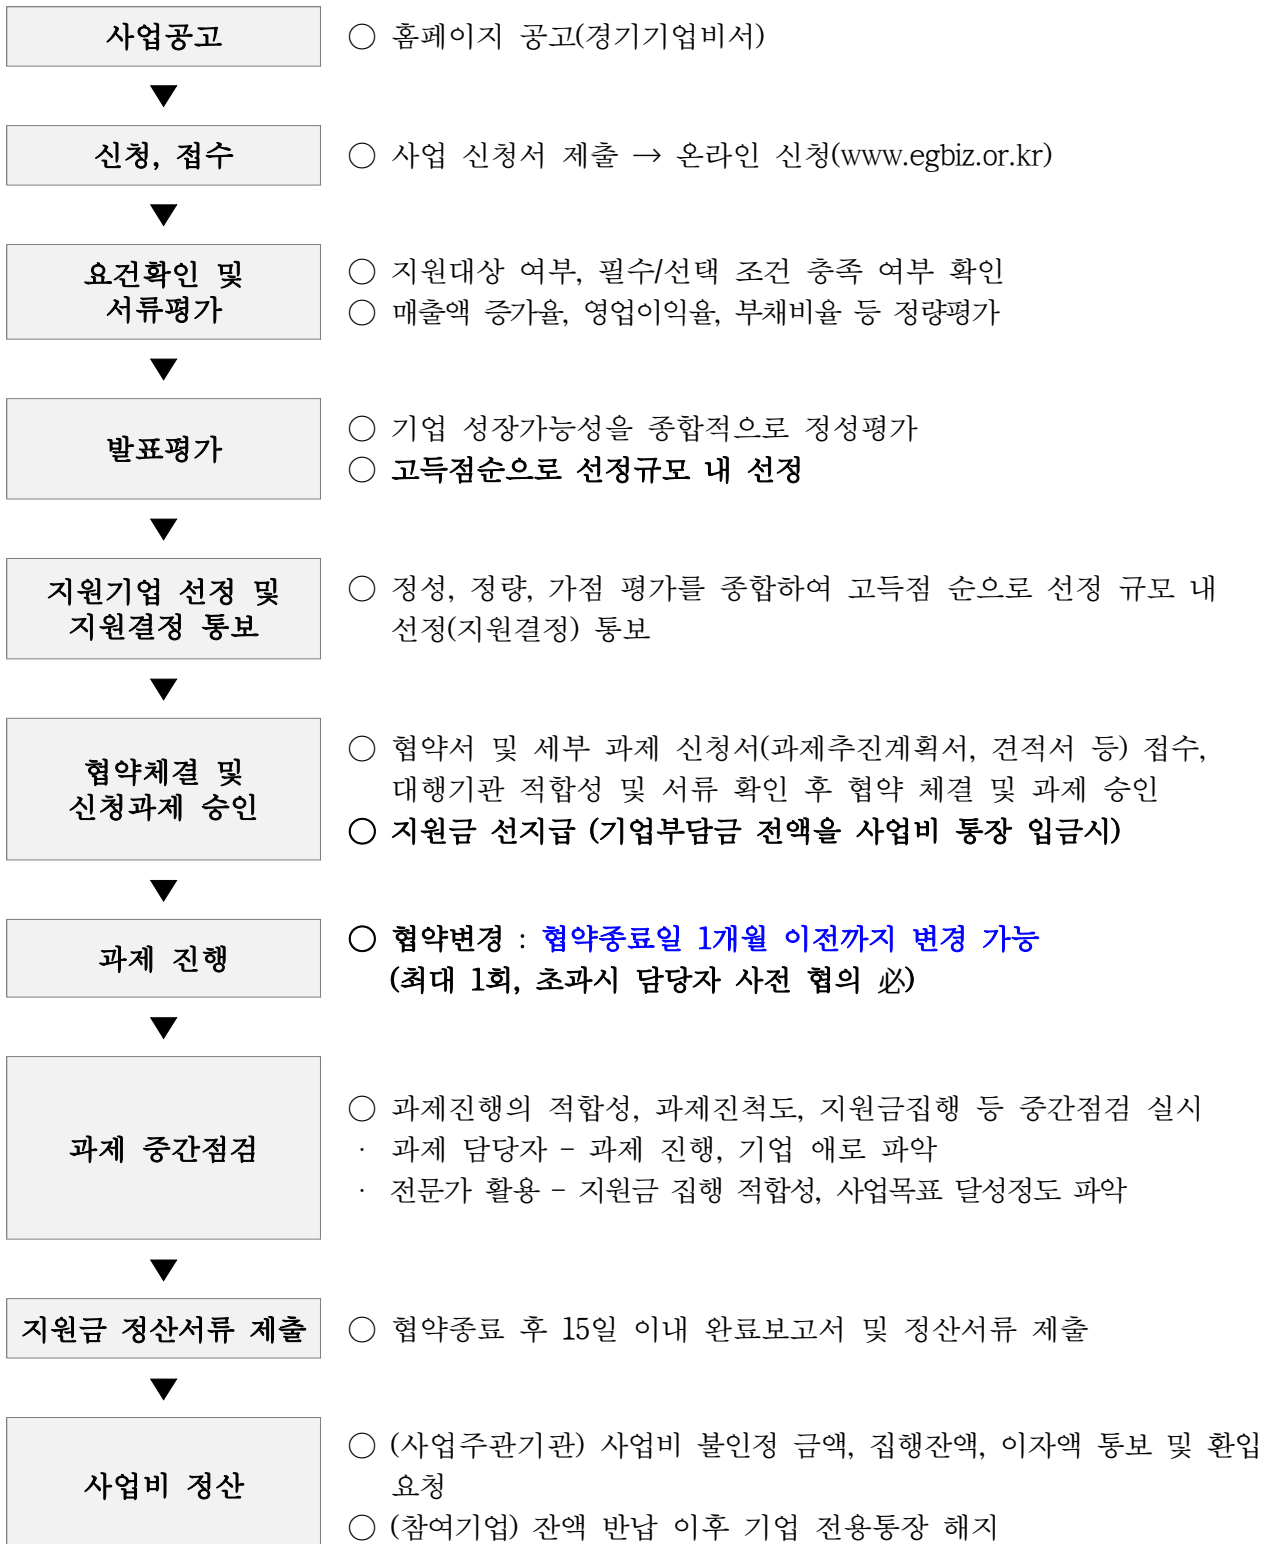 사업공고
○ 홈페이지 공고(경기기업비서)
▼
신청, 접수
○ 사업 신청서 제출 → 온라인 신청(www.egbiz.or.kr)
▼
요건확인 및
서류평가
○ 지원대상 여부, 필수/선택 조건 충족 여부 확인
○ 매출액 증가율, 영업이익율, 부채비율 등 정량평가
▼
발표평가
○ 기업 성장가능성을 종합적으로 정성평가
○ 고득점순으로 선정규모 내 선정
▼
지원기업 선정 및
지원결정 통보
○ 정성, 정량, 가점 평가를 종합하여 고득점 순으로 선정 규모 내
선정(지원결정) 통보
▼
협약체결 및
신청과제 승인
○ 협약서 및 세부 과제 신청서(과제추진계획서, 견적서 등) 접수,
대행기관 적합성 및 서류 확인 후 협약 체결 및 과제 승인
○ 지원금 선지급 (기업부담금 전액을 사업비 통장 입금시)
▼
과제 진행
○ 협약변경 : 협약종료일 1개월 이전까지 변경 가능
(최대 1회, 초과시 담당자 사전 협의 必)
▼
과제 중간점검
○ 과제진행의 적합성, 과제진척도, 지원금집행 등 중간점검 실시
· 과제 담당자 – 과제 진행, 기업 애로 파악
· 전문가 활용 – 지원금 집행 적합성, 사업목표 달성정도 파악
▼
지원금 정산서류 제출
○ 협약종료 후 15일 이내 완료보고서 및 정산서류 제출
▼
사업비 정산
○ (사업주관기관) 사업비 불인정 금액, 집행잔액, 이자액 통보 및 환입
요청
○ (참여기업) 잔액 반납 이후 기업 전용통장 해지